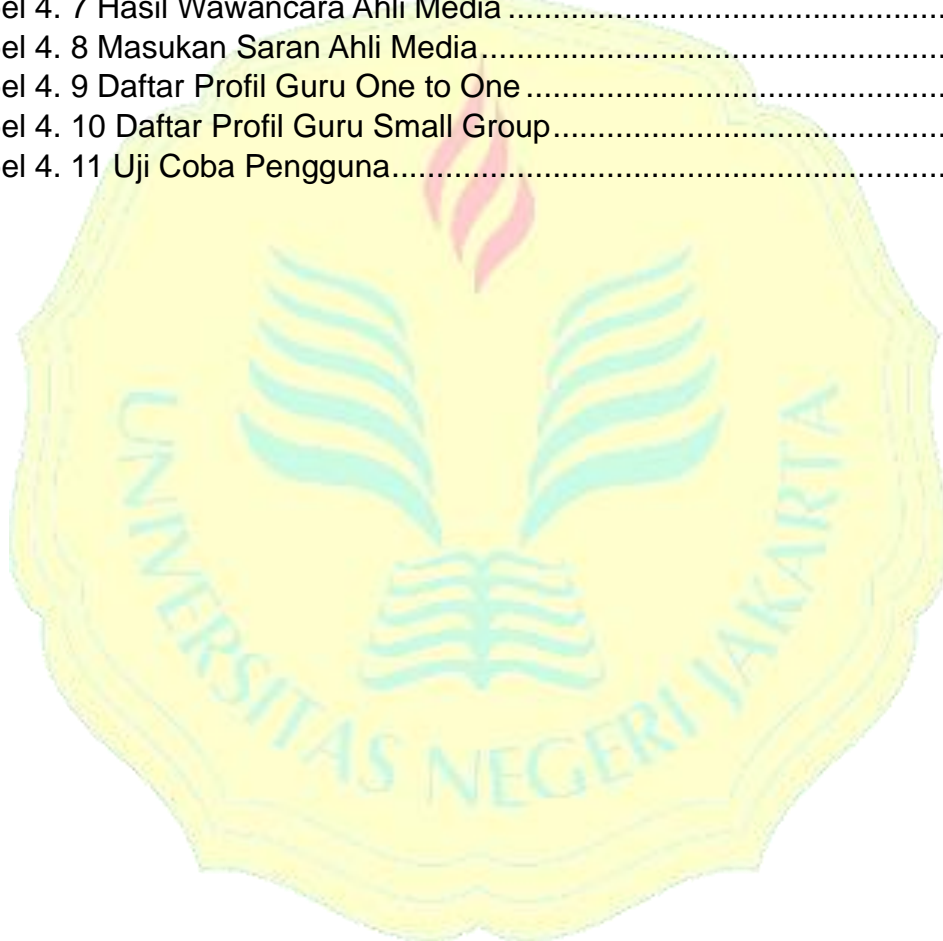 el 4. 7 Hasil Wawancara Ahli Media ....................................................
el 4. 8 Masukan Saran Ahli Media.......................................................
el 4. 9 Daftar Profil Guru One to One ..................................................
el 4. 10 Daftar Profil Guru Small Group...............................................
el 4. 11 Uji Coba Pengguna..................................................................
UNIVERSITAS NEGERI JAKARTA